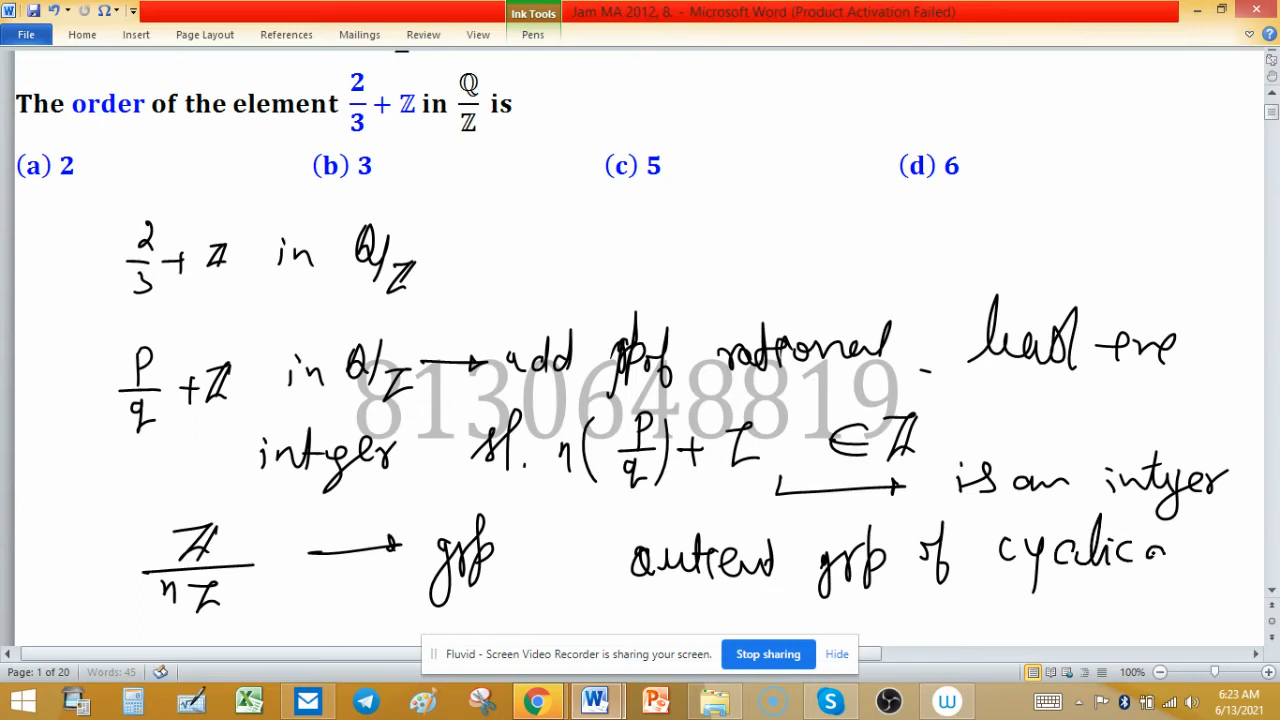 Ink Tools
Jam MA 2012, 8. - Microsoft Word (Product Activation Failed)
File Home Insert Page Layout References Mailings Review View Pens
The order of the element 2/3 + ℤ in ℚ/ℤ is
(a) 2 (b) 3 (c) 5 (d) 6
2/3 + ℤ in Q/ℤ
p/q + ℤ in Q/ℤ → add grp of rational. least +ve
8130648819
integer st. n(p/q) + Z ∈ ℤ
→ is an integer
ℤ/nZ → grp grp of cyclic
Fluvid - Screen Video Recorder is sharing your screen. Stop sharing Hide
Page: 1 of 20 Words: 45 100%
6:23 AM
6/13/2021